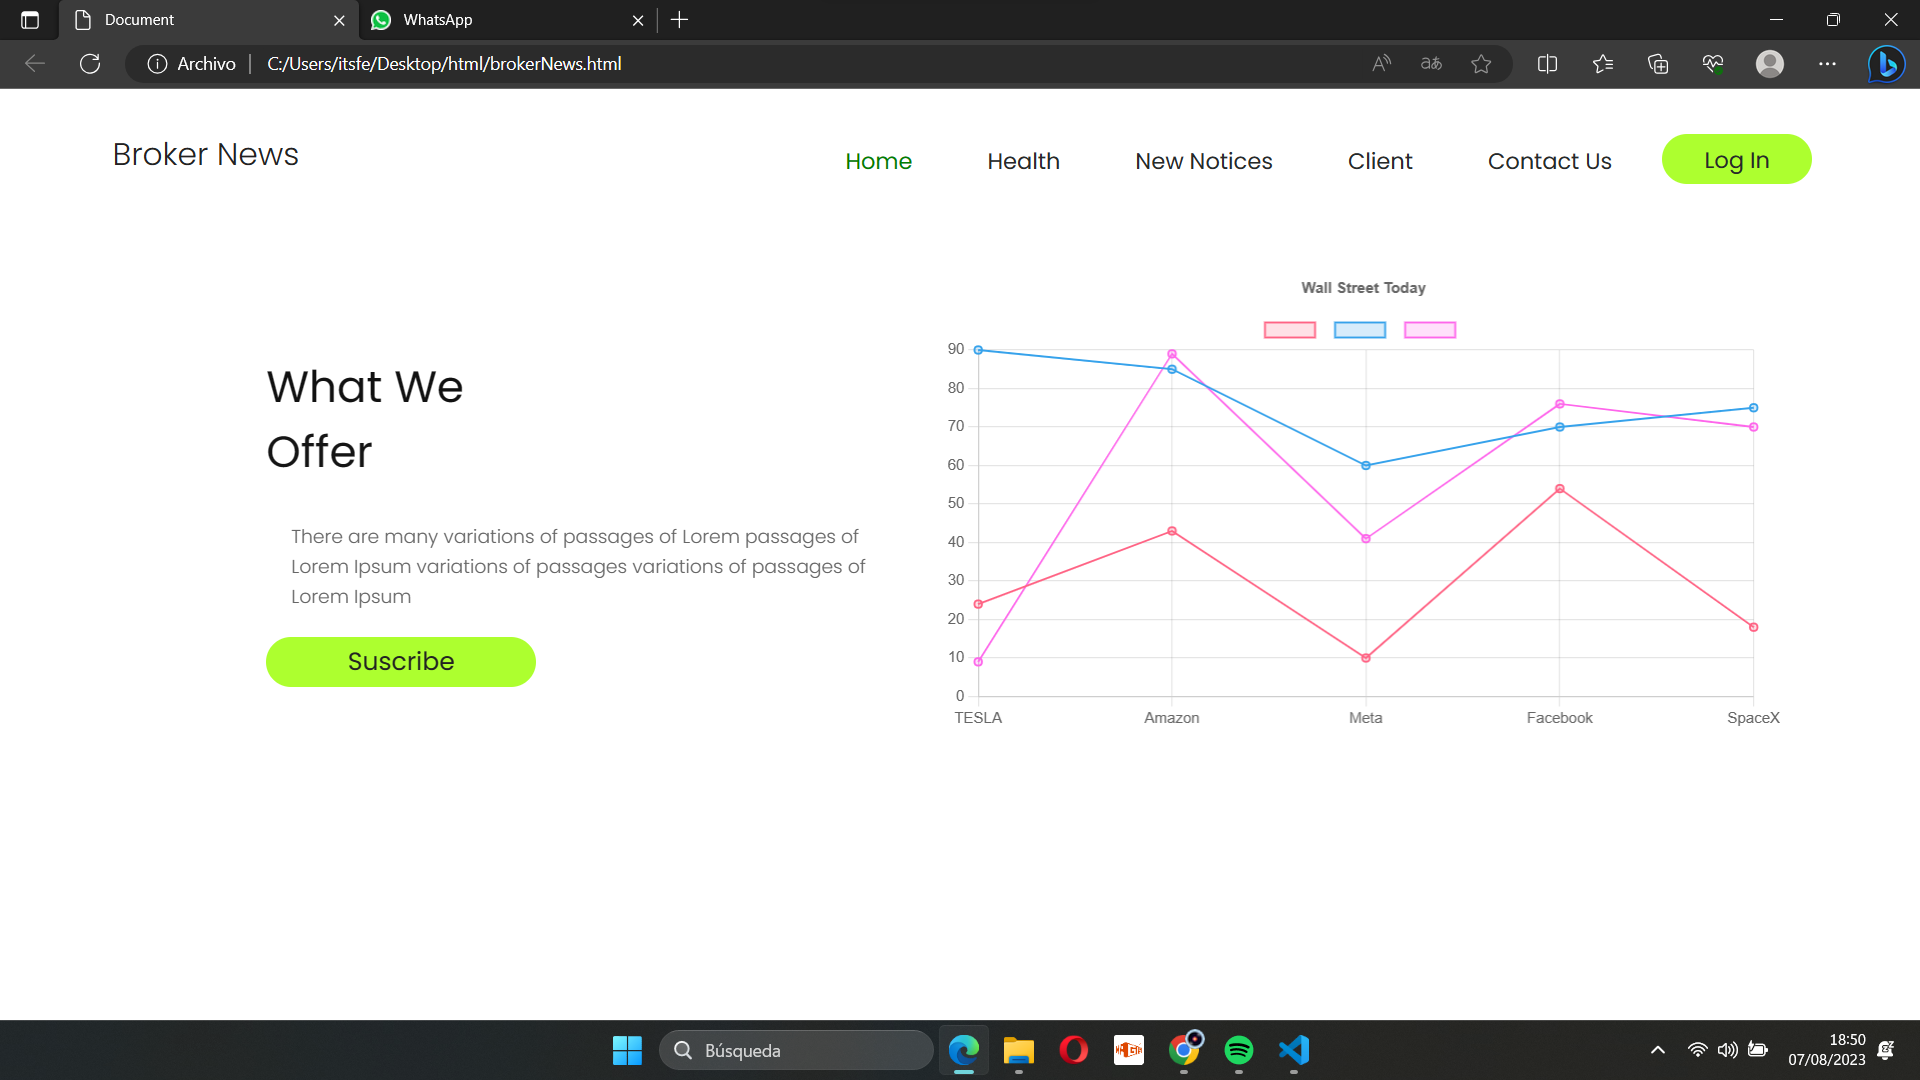 Document
WhatsApp
Archivo
C:/Users/itsfe/Desktop/html/brokerNews.html
Broker News
Home
Health
New Notices
Client
Contact Us
Log In
What We
Offer
There are many variations of passages of Lorem passages of
Lorem Ipsum variations of passages variations of passages of
Lorem Ipsum
Suscribe
Wall Street Today
90
80
70
60
50
40
30
20
10
0
TESLA
Amazon
Meta
Facebook
SpaceX
Búsqueda
18:50
07/08/2023